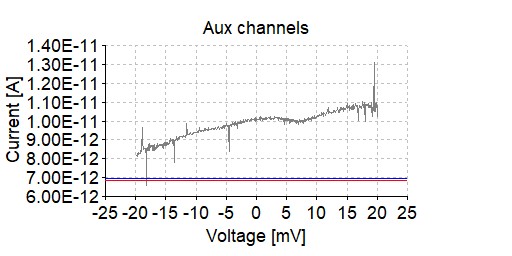 Aux channels
1.40E-11
1.30E-11
1.20E-11
1.10E-11
1.00E-11
9.00E-12
8.00E-12
7.00E-12
6.00E-12
Current [A]
-25 -20 -15 -10 -5 0 5 10 15 20 25
Voltage [mV]